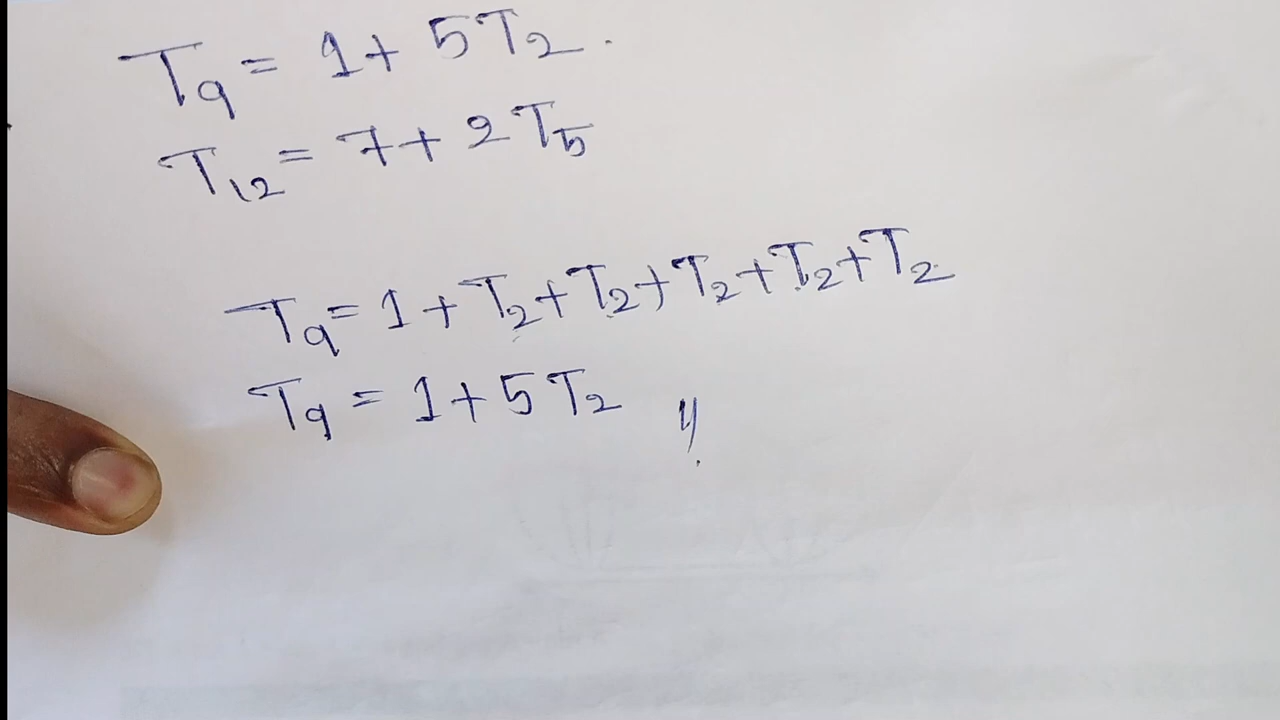 T₉ = 1 + 5T₂.
T₁₂ = 7 + 2T₅
T₉ = 1 + T₂ + T₂ + T₂ + T₂ + T₂
T₉ = 1 + 5T₂